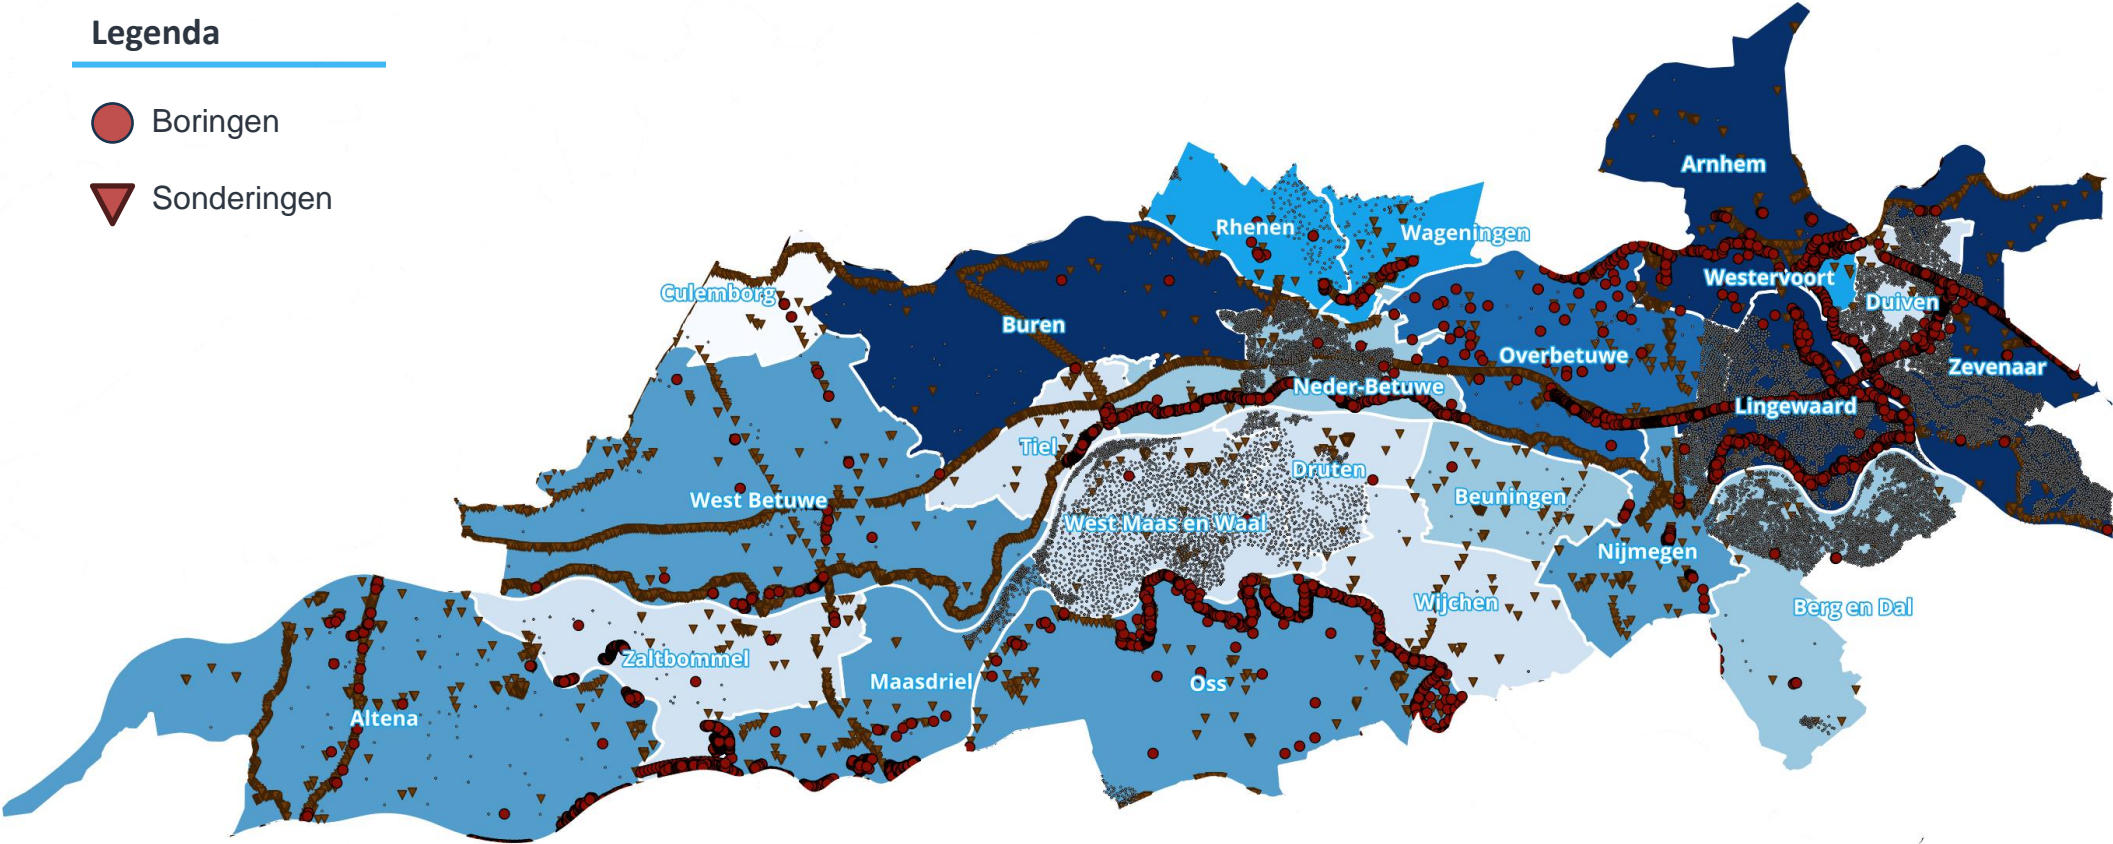 Legenda
Boringen
Sonderingen
Arnhem
Rhenen
Wageningen
Westervoort
Culemborg
Duiven
Buren
Overbetuwe
Zevenaar
Neder-Betuwe
Lingewaard
Tiel
Druten
West Betuwe
Beuningen
West Maas en Waal
Nijmegen
Wijchen
Berg en Dal
Zaltbommel
Maasdriel
Oss
Altena